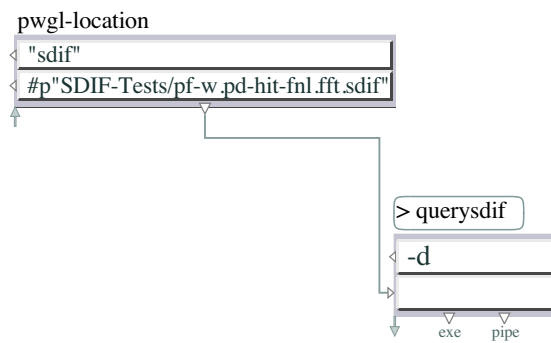 pwgl-location
"sdif"
#p"SDIF-Tests/pf-w.pd-hit-fnl.fft.sdif"
> querysdif
-d
exe pipe